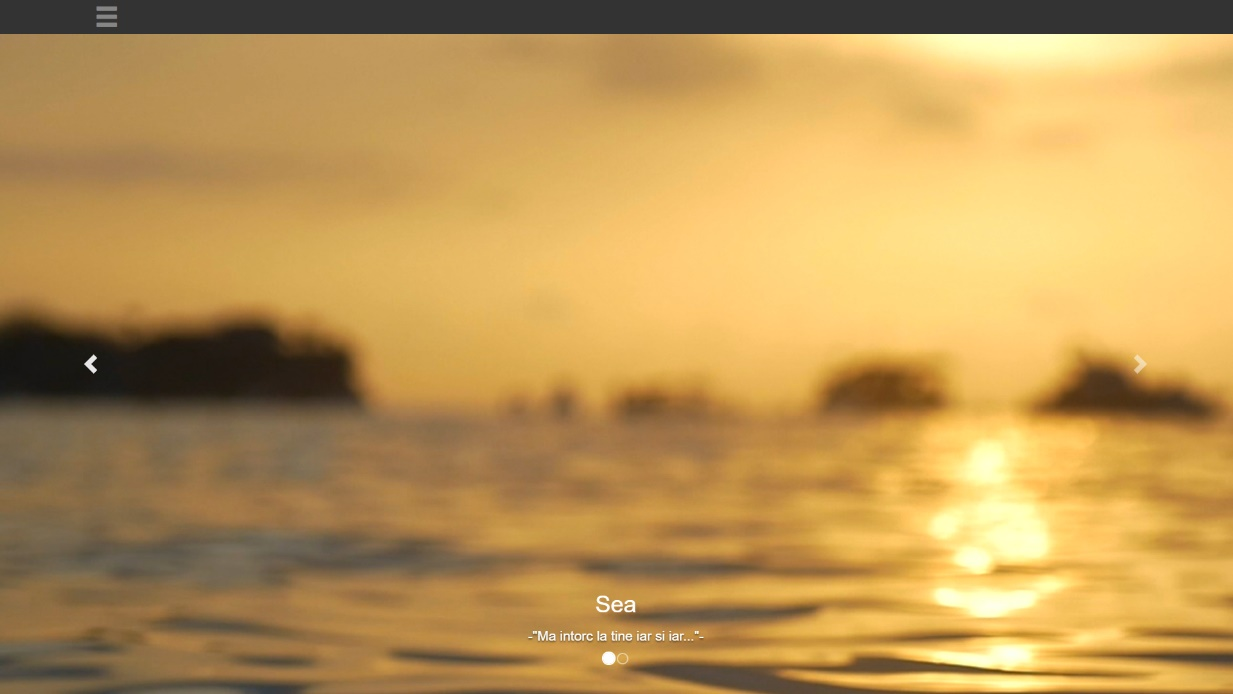 Sea
-"Ma intorc la tine iar si iar..."-